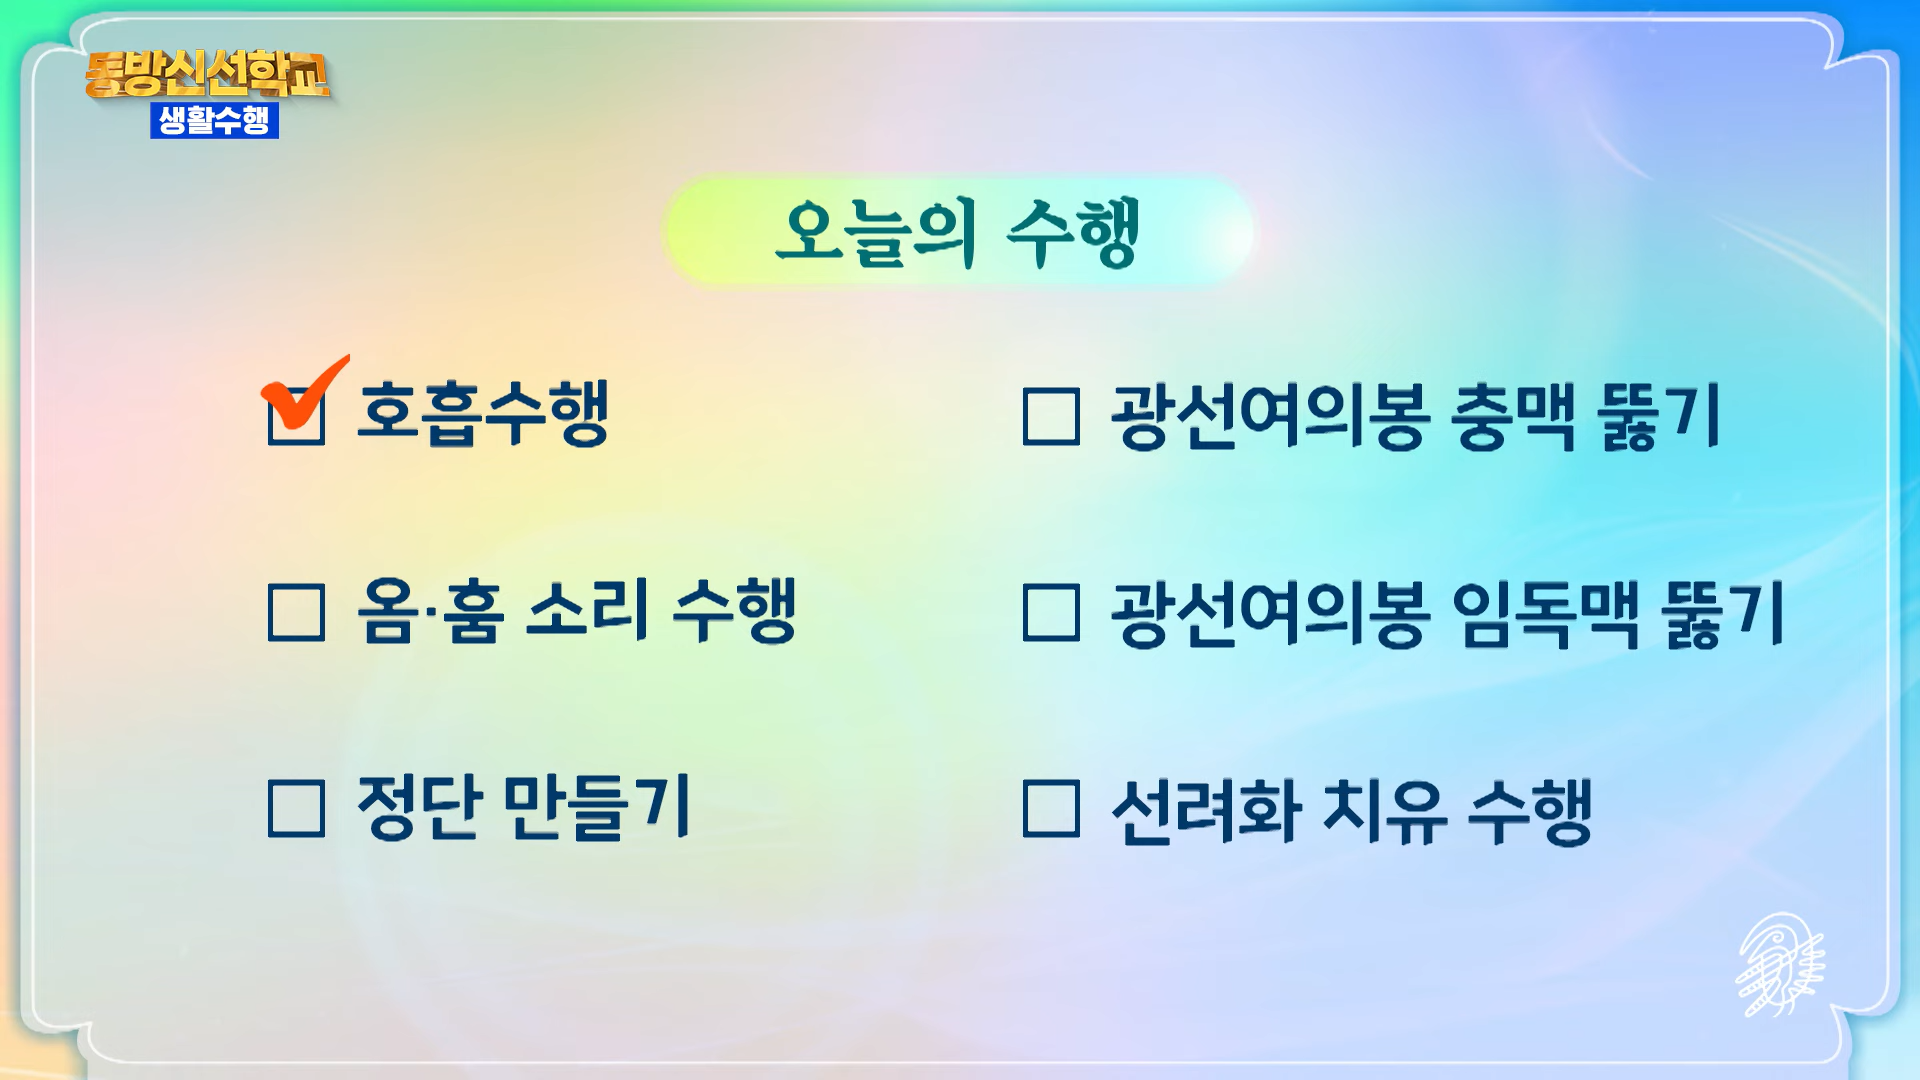 동방신선학교
생활수행
오늘의 수행
호흡수행
옴·훔 소리 수행
정단 만들기
광선여의봉 충맥 뚫기
광선여의봉 임독맥 뚫기
선려화 치유 수행